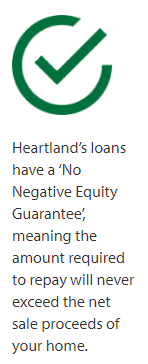 Heartland’s loans
have a ‘No
Negative Equity
Guarantee’,
meaning the
amount required
to repay will never
exceed the net
sale proceeds of
your home.